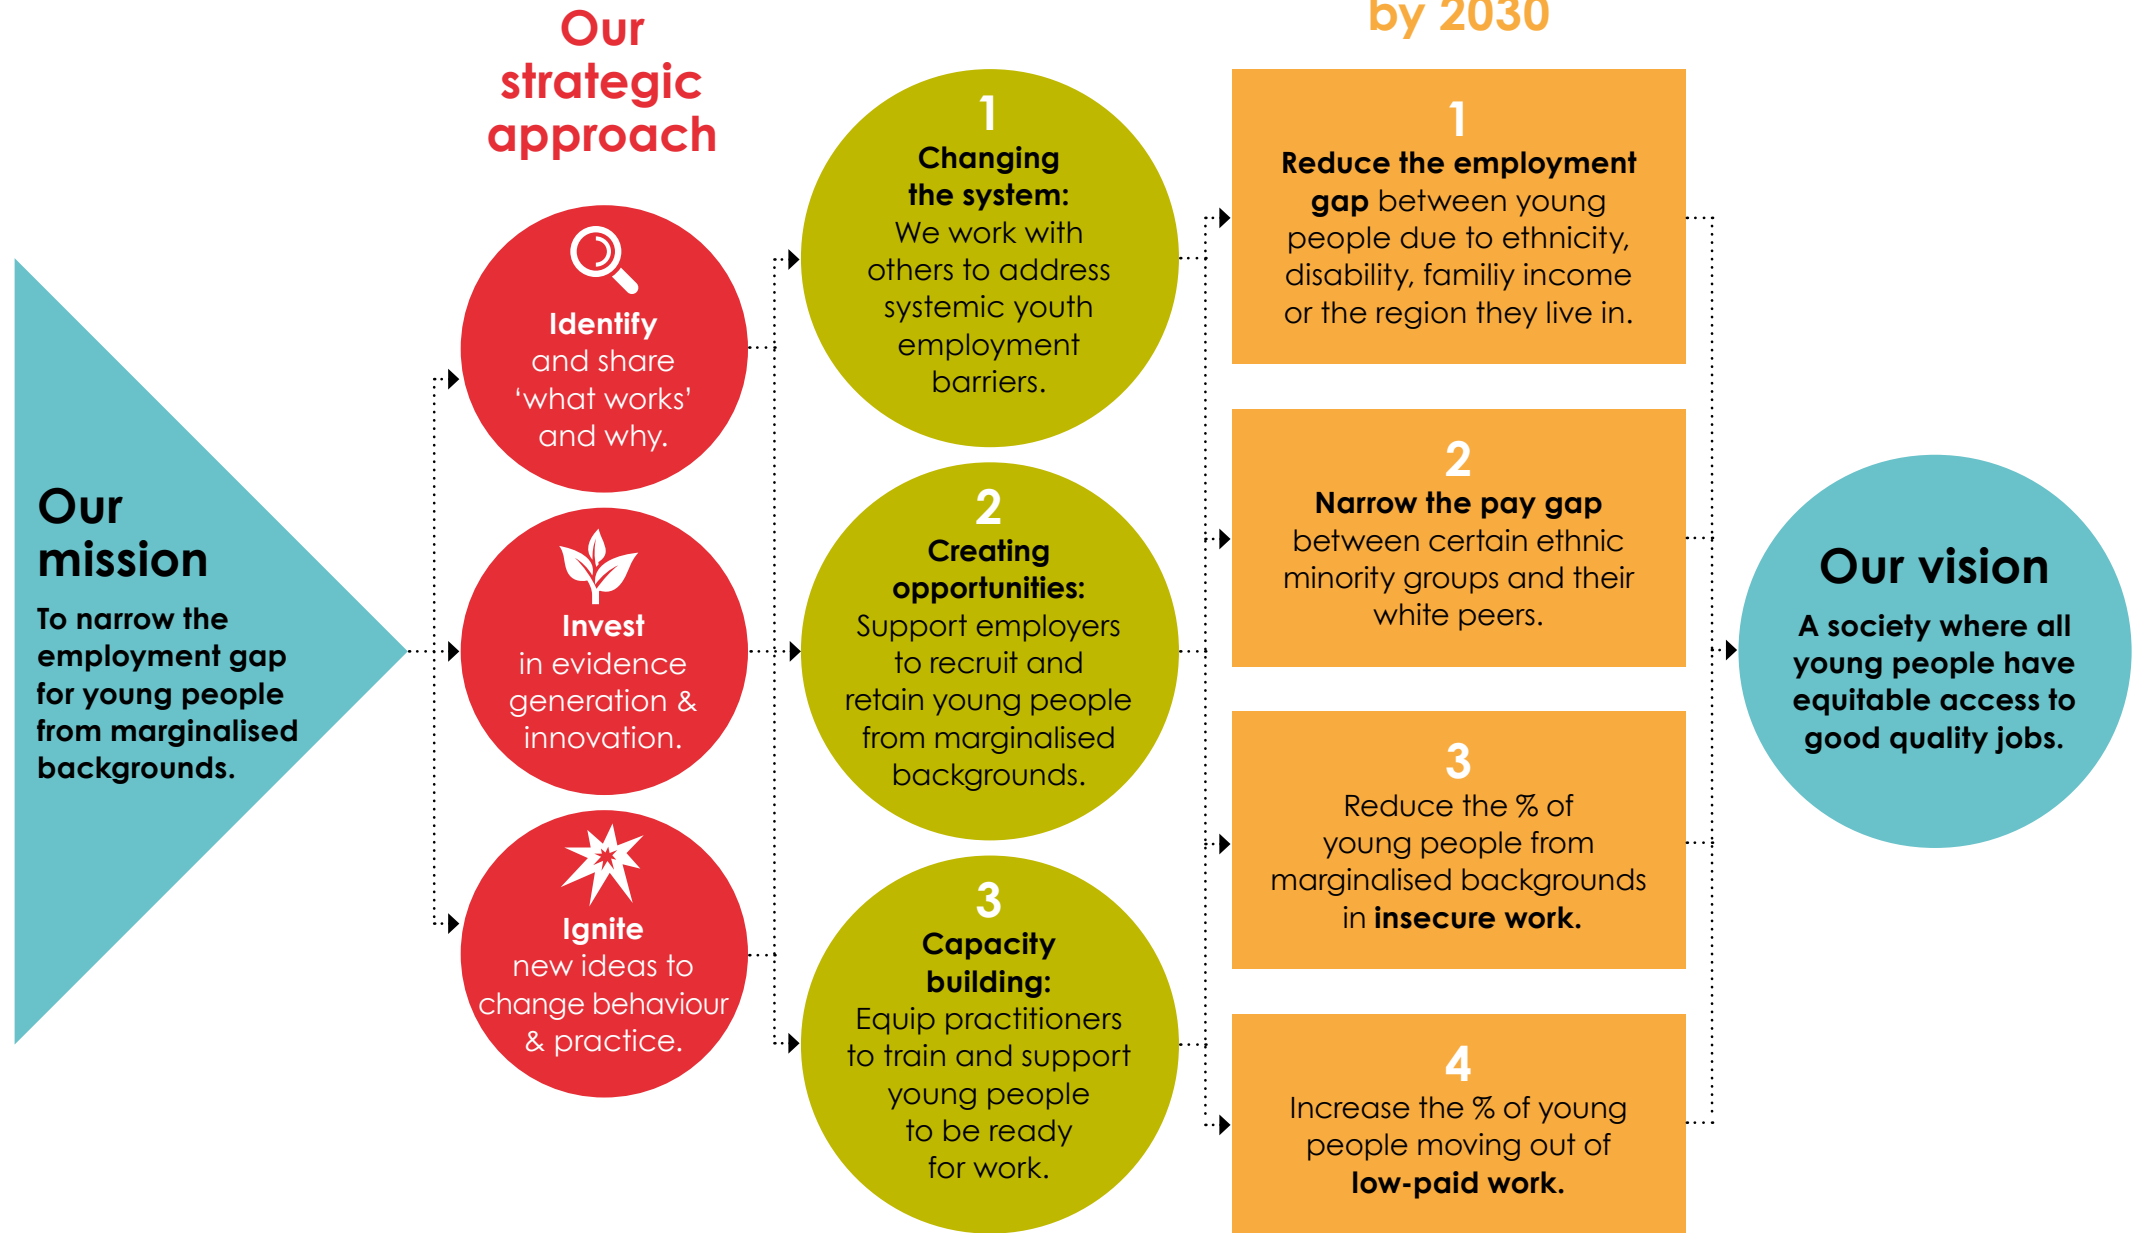 Our
strategic
approach
by 2030
Our
mission
To narrow the
employment gap
for young people
from marginalised
backgrounds.
Identify
and share
‘what works’
and why.
Invest
in evidence
generation &
innovation.
Ignite
new ideas to
change behaviour
& practice.
1
Changing
the system:
We work with
others to address
systemic youth
employment
barriers.
2
Creating
opportunities:
Support employers
to recruit and
retain young people
from marginalised
backgrounds.
3
Capacity
building:
Equip practitioners
to train and support
young people
to be ready
for work.
1
Reduce the employment
gap between young
people due to ethnicity,
disability, familiy income
or the region they live in.
2
Narrow the pay gap
between certain ethnic
minority groups and their
white peers.
3
Reduce the % of
young people from
marginalised backgrounds
in insecure work.
4
Increase the % of young
people moving out of
low-paid work.
Our vision
A society where all
young people have
equitable access to
good quality jobs.